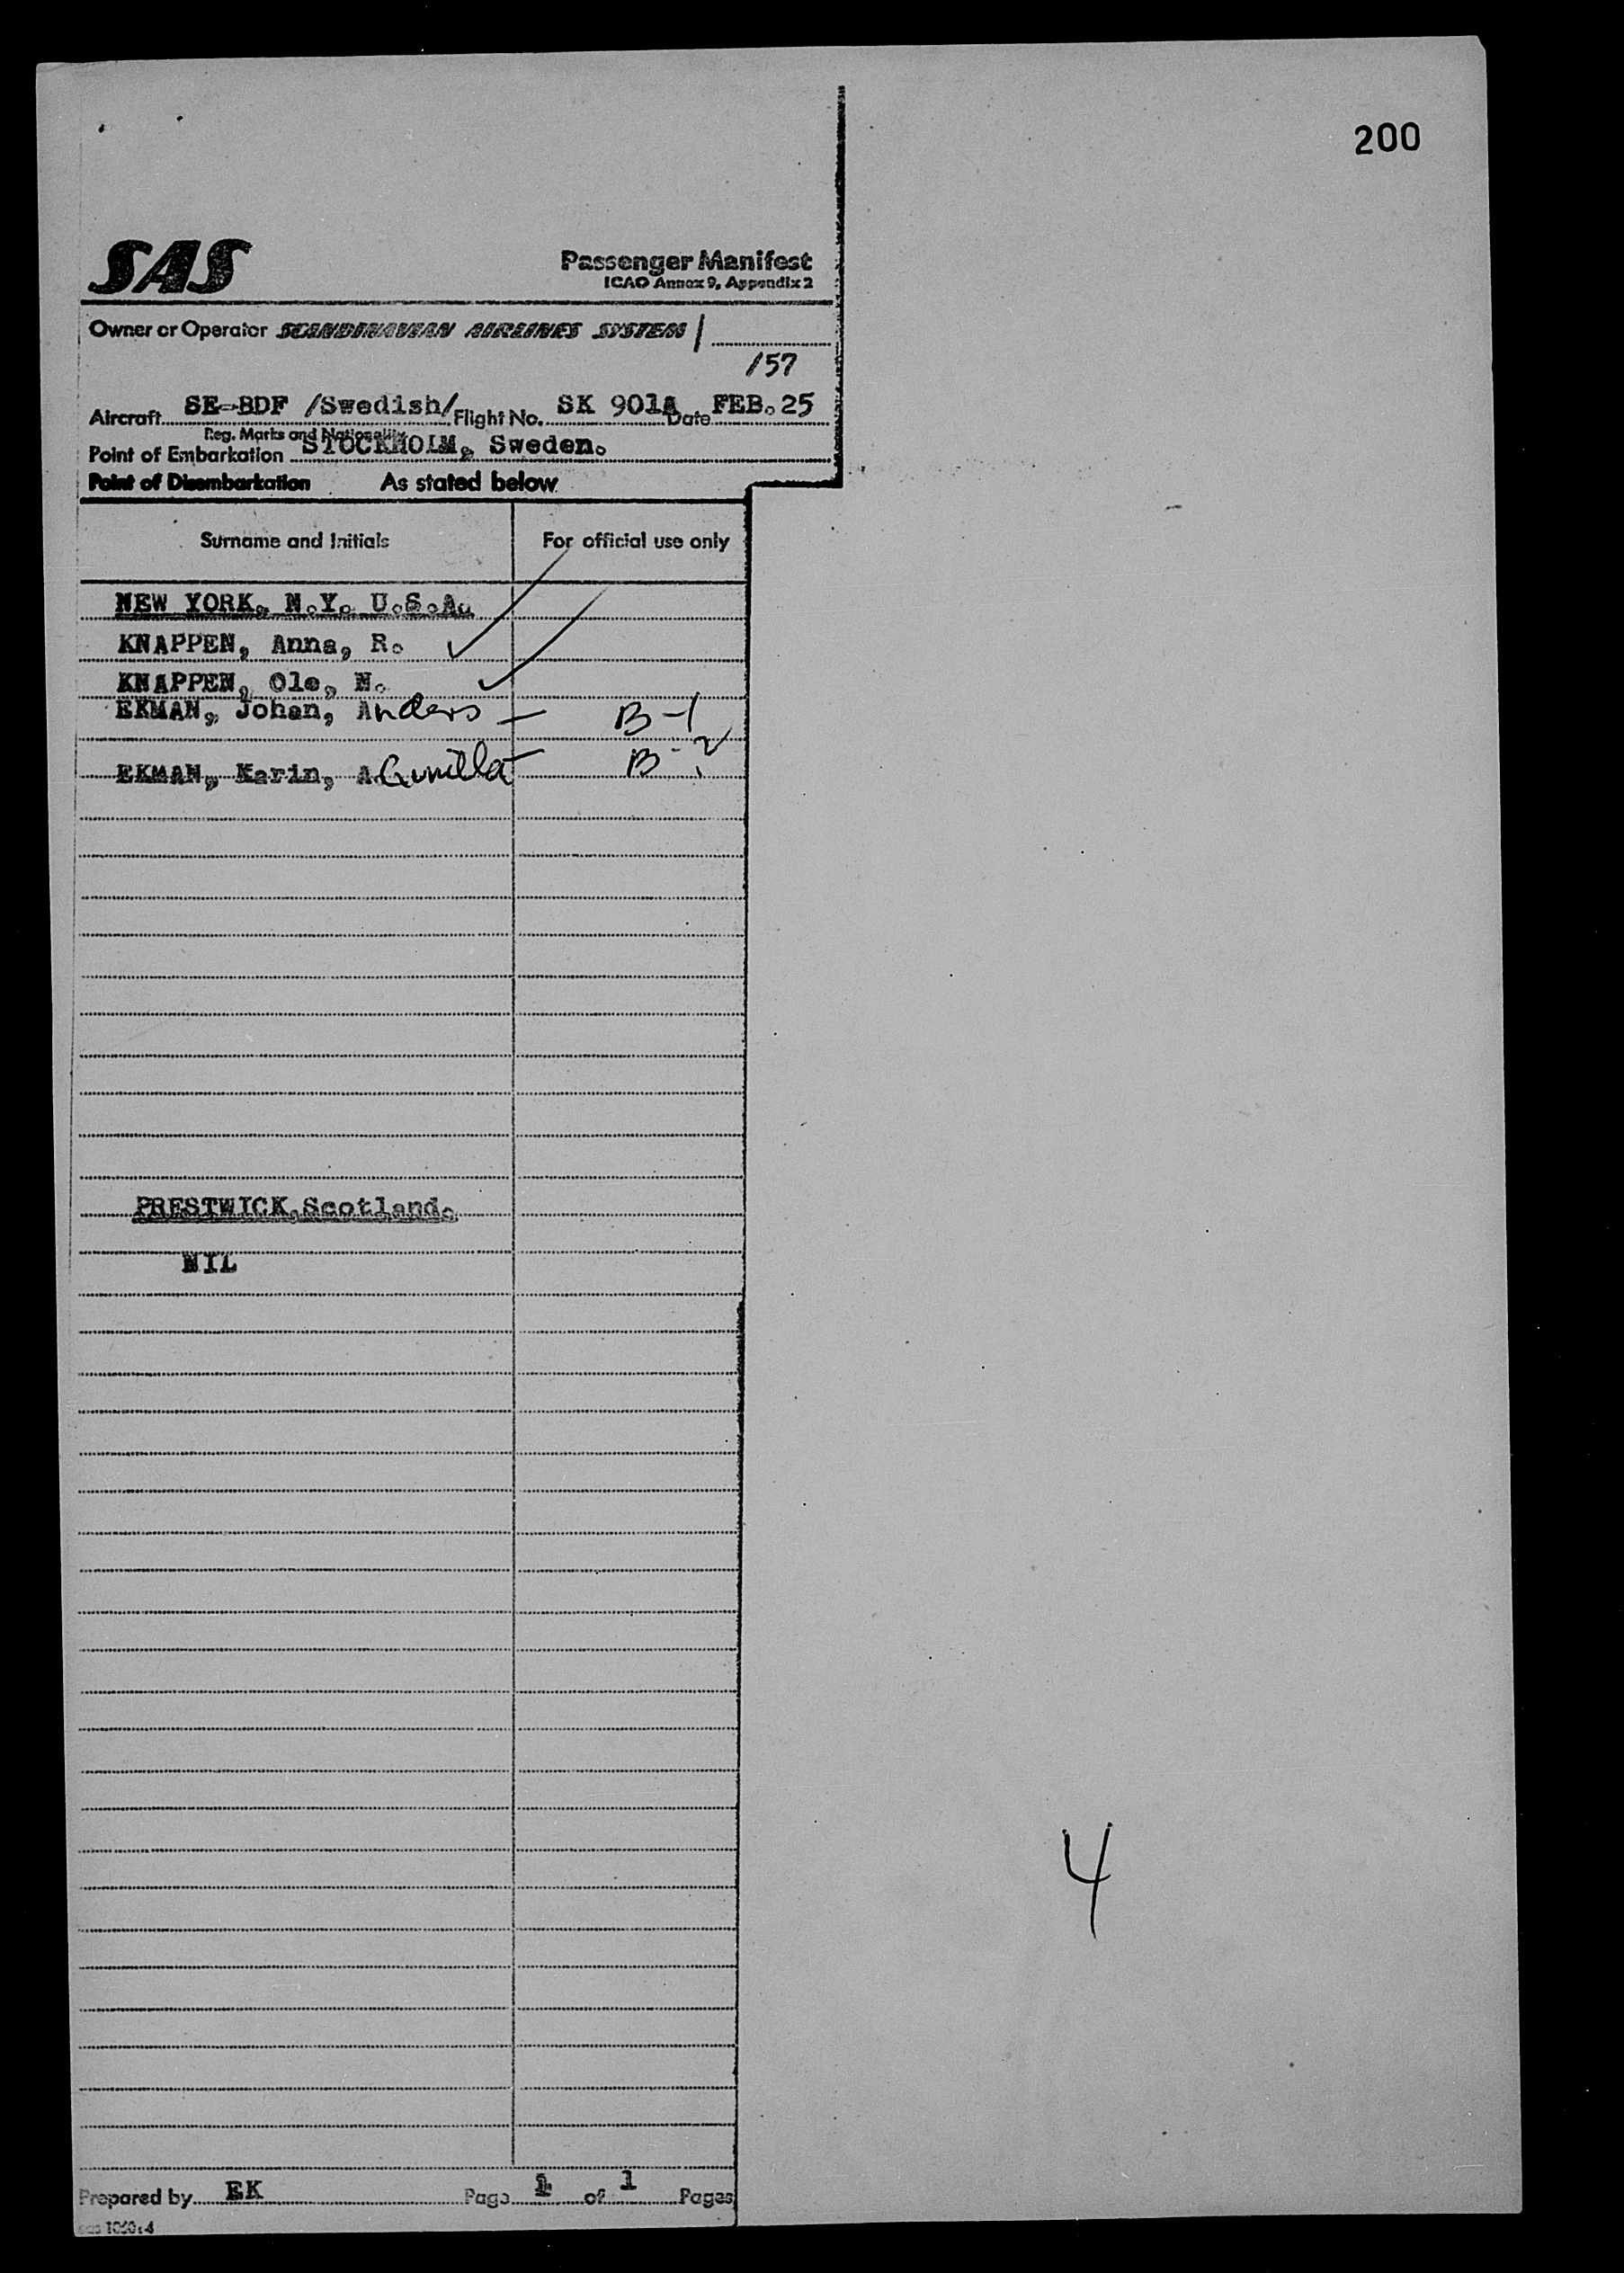 200
SAS
Passenger Manifest
ICAO Annex 9, Appendix 2
Owner or Operator SCANDINAVIAN AIRLINES SYSTEM
/57
Aircraft SE-BDF /Swedish/ Flight No. SK 901A Date FEB. 25
Reg. Marks and Nationality
Point of Embarkation STOCKHOLM, Sweden.
Point of Disembarkation As stated below
Surname and Initials For official use only
NEW YORK, N.Y. U.S.A.
KNAPPEN, Anna, R.
KNAPPEN, Ole, N.
EKMAN, Johan, Anders – B-1
EKMAN, Karin, A. Gunilla – B-2
PRESTWICK, Scotland.
NIL
4
Prepared by EK Page 1 of 1 Pages